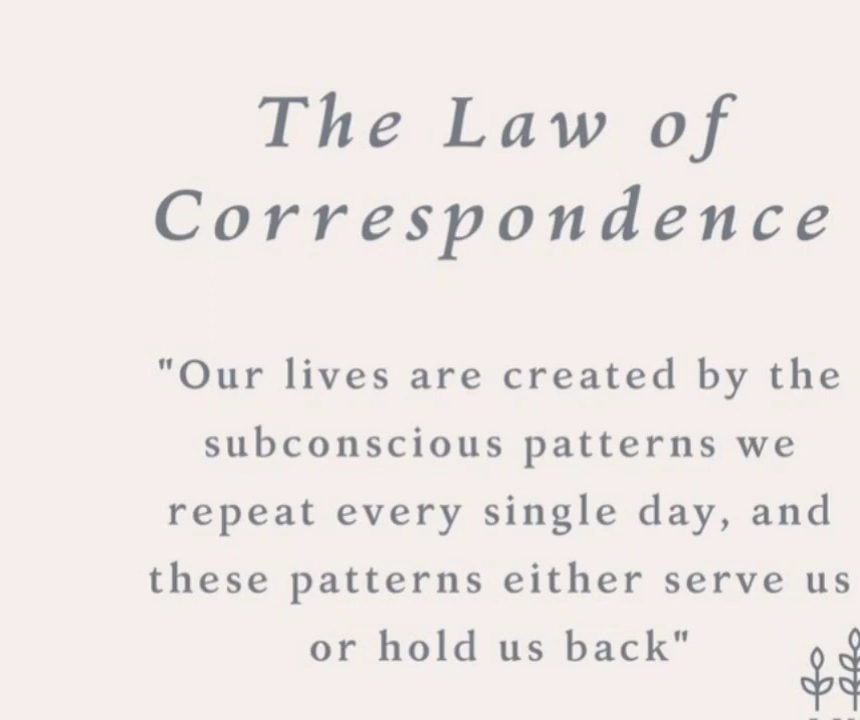 The Law of
Correspondence
"Our lives are created by the
subconscious patterns we
repeat every single day, and
these patterns either serve us
or hold us back"